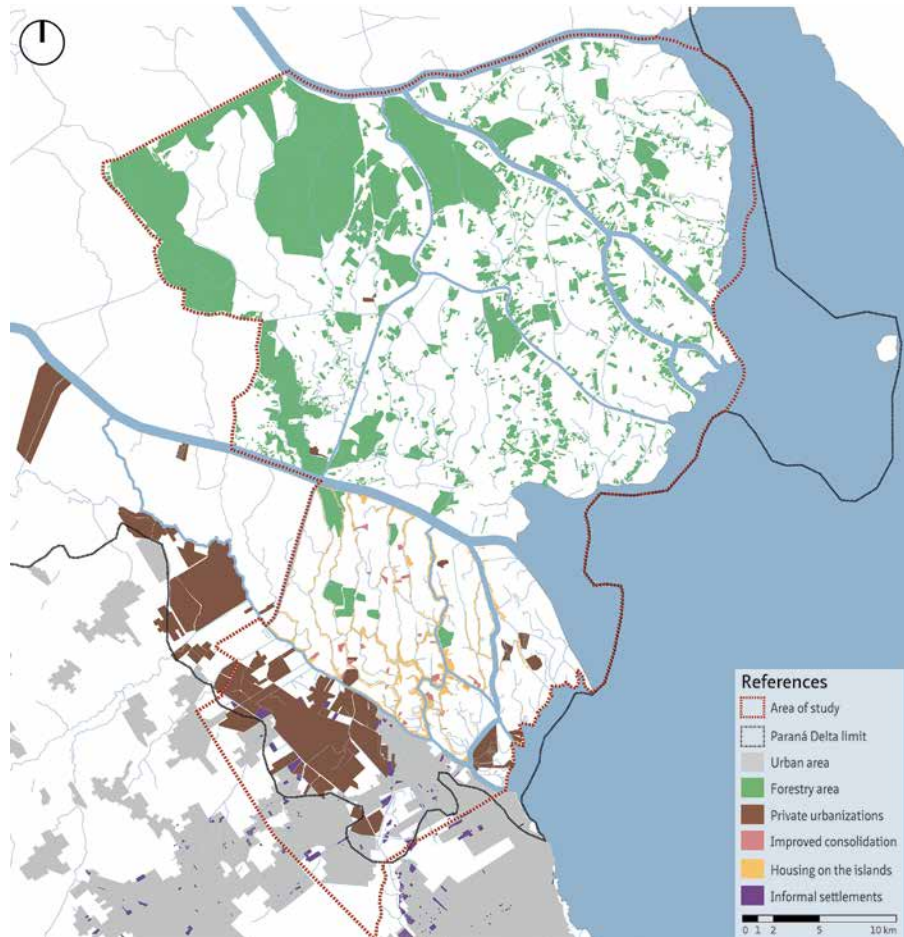 References
Area of study
Paraná Delta limit
Urban area
Forestry area
Private urbanizations
Improved consolidation
Housing on the islands
Informal settlements
0 1 2 5 10 km